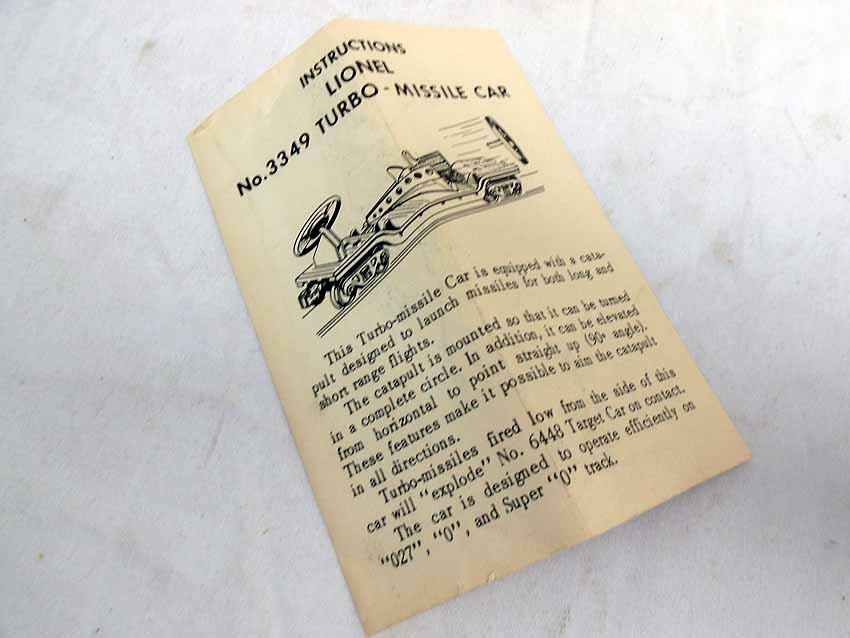 INSTRUCTIONS
LIONEL
No. 3349 TURBO - MISSILE CAR
This Turbo-missile Car is equipped with a cata-
pult designed to launch missiles for both long and
short range flights.
The catapult is mounted so that it can be turned
in a complete circle. In addition, it can be elevated
from horizontal to point straight up (90° angle).
These features make it possible to aim the catapult
in all directions.
Turbo-missiles fired low from the side of this
car will "explode" No. 6448 Target Car on contact.
The car is designed to operate efficiently on
"027", "0", and Super "0" track.